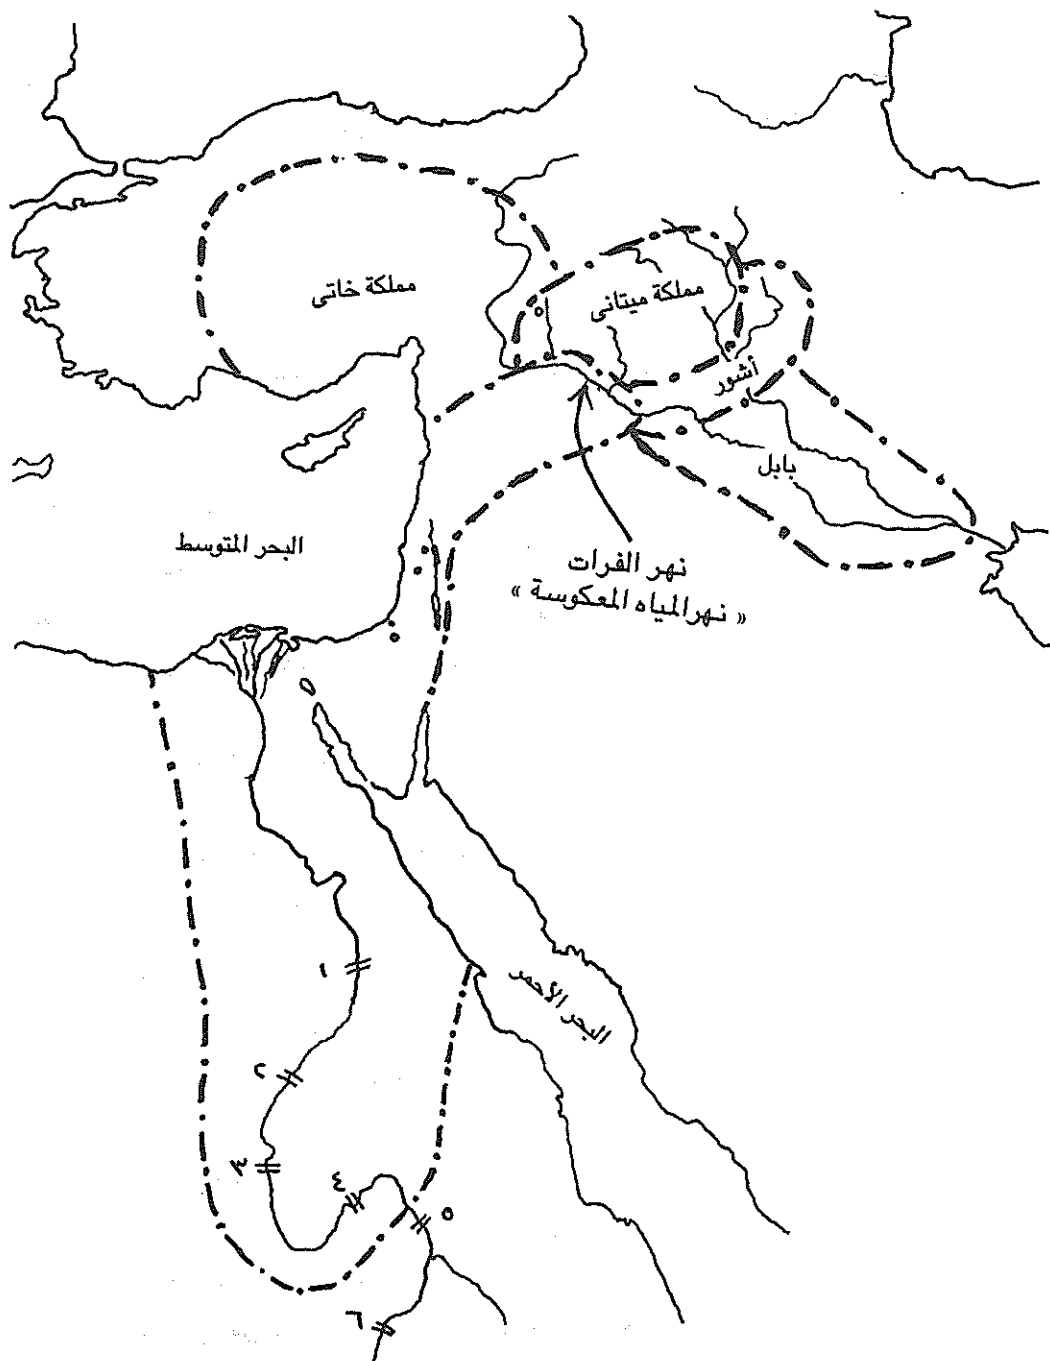 مملكة خاتى
مملكة ميتانى
أشور
بابل
البحر المتوسط
نهر الفرات
« نهر المياه المعكوسة »
البحر الأحمر
١
٢
٣
٤
٥
٦